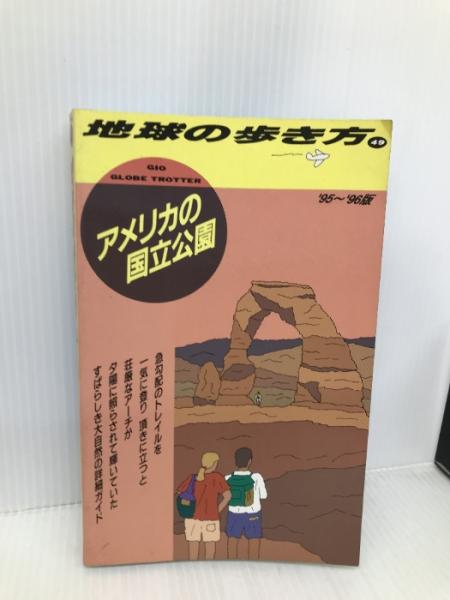 地球の歩き方 49
GIO
GLOBE TROTTER
'95～'96版
アメリカの
国立公園
急勾配のトレイルを
一気に登り 頂きに立つと
荘厳なアーチが
夕陽に照らされて輝いていた
すばらしき大自然の詳細ガイド